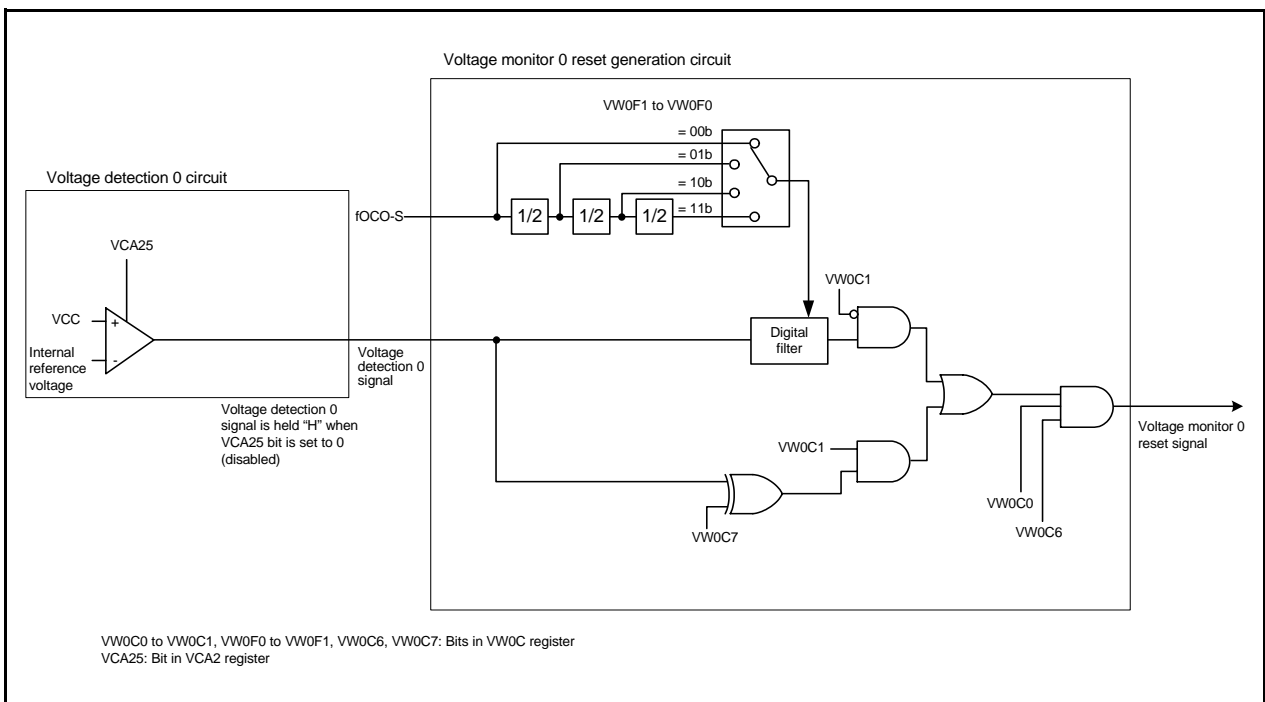 Voltage monitor 0 reset generation circuit
VW0F1 to VW0F0
= 00b
= 01b
= 10b
= 11b
Voltage detection 0 circuit
fOCO-S
1/2
1/2
1/2
VCA25
VW0C1
VCC
+
-
Internal
reference
voltage
Voltage
detection 0
signal
Digital
filter
Voltage detection 0
signal is held “H” when
VCA25 bit is set to 0
(disabled)
VW0C1
VW0C7
VW0C0
VW0C6
Voltage monitor 0
reset signal
VW0C0 to VW0C1, VW0F0 to VW0F1, VW0C6, VW0C7: Bits in VW0C register
VCA25: Bit in VCA2 register